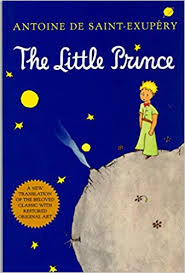 ANTOINE DE SAINT-EXUPÉRY
The Little Prince
A NEW
TRANSLATION
OF THE BELOVED
CLASSIC WITH
RESTORED
ORIGINAL ART